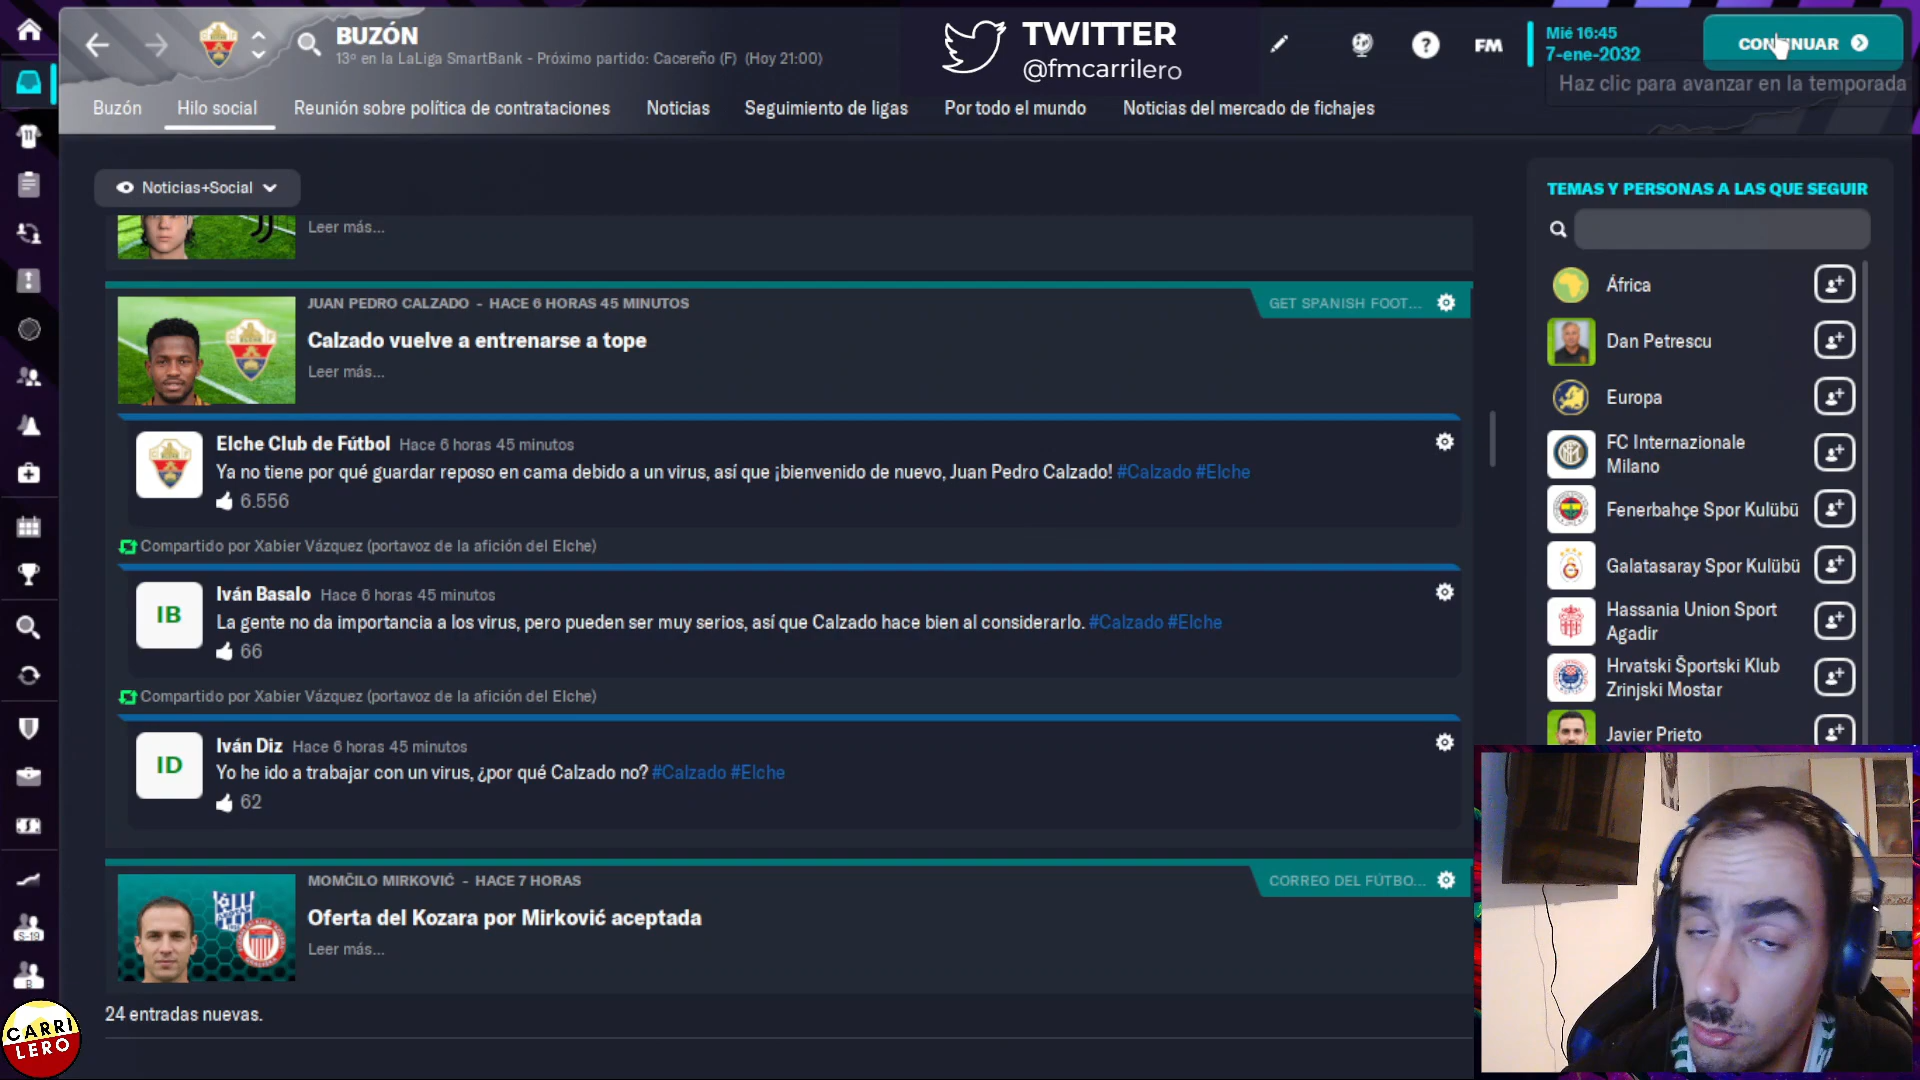 BUZÓN
13º en la LaLiga SmartBank - Próximo partido: Cacereño (F) (Hoy 21:00)
TWITTER
@fmcarrilero
FM
Mié 16:45
7-ene-2032
CONTINUAR
Haz clic para avanzar en la temporada
Buzón
Hilo social
Reunión sobre política de contrataciones
Noticias
Seguimiento de ligas
Por todo el mundo
Noticias del mercado de fichajes
Noticias+Social
Leer más...
JUAN PEDRO CALZADO - HACE 6 HORAS 45 MINUTOS
GET SPANISH FOOT...
Calzado vuelve a entrenarse a tope
Leer más...
Elche Club de Fútbol Hace 6 horas 45 minutos
Ya no tiene por qué guardar reposo en cama debido a un virus, así que ¡bienvenido de nuevo, Juan Pedro Calzado! #Calzado #Elche
6.556
Compartido por Xabier Vázquez (portavoz de la afición del Elche)
IB
Iván Basalo Hace 6 horas 45 minutos
La gente no da importancia a los virus, pero pueden ser muy serios, así que Calzado hace bien al considerarlo. #Calzado #Elche
66
Compartido por Xabier Vázquez (portavoz de la afición del Elche)
ID
Iván Diz Hace 6 horas 45 minutos
Yo he ido a trabajar con un virus, ¿por qué Calzado no? #Calzado #Elche
62
MOMČILO MIRKOVIĆ - HACE 7 HORAS
CORREO DEL FÚTBO...
Oferta del Kozara por Mirković aceptada
Leer más...
24 entradas nuevas.
TEMAS Y PERSONAS A LAS QUE SEGUIR
África
Dan Petrescu
Europa
FC Internazionale
Milano
Fenerbahçe Spor Kulübü
Galatasaray Spor Kulübü
Hassania Union Sport
Agadir
Hrvatski Športski Klub
Zrinjski Mostar
Javier Prieto
11
S-19
B
CARRI
LERO